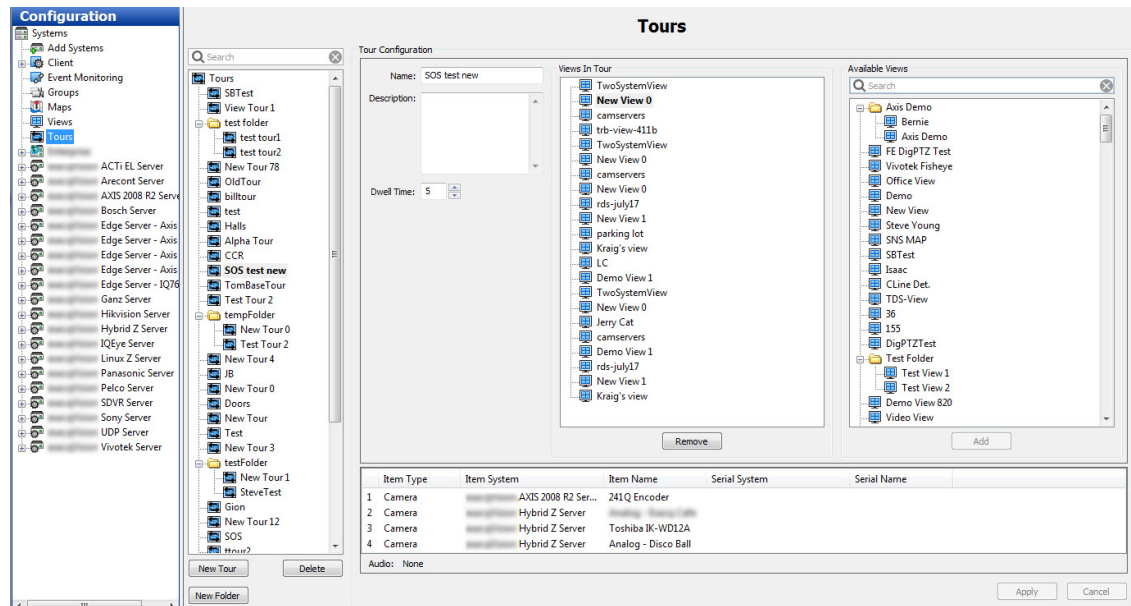 Configuration
Systems
Add Systems
Client
Event Monitoring
Groups
Maps
Views
Tours
ACTi EL Server
Arecont Server
AXIS 2008 R2 Serve
Bosch Server
Edge Server - Axis
Edge Server - Axis
Edge Server - Axis
Edge Server - Axis
Edge Server - IQ76
Ganz Server
Hikvision Server
Hybrid Z Server
IQEye Server
Linux Z Server
Panasonic Server
Pelco Server
SDVR Server
Sony Server
UDP Server
Vivotek Server
Tours
Search
Tours
SBTest
View Tour 1
test folder
test tour1
test tour2
New Tour 78
OldTour
billtour
test
Halls
Alpha Tour
CCR
SOS test new
TomBaseTour
Test Tour 2
tempFolder
New Tour 0
Test Tour 2
New Tour 4
JB
New Tour 0
Doors
New Tour
Test
New Tour 3
testFolder
New Tour 1
SteveTest
Gion
New Tour 12
SOS
ttour2
New Tour
Delete
New Folder
Tour Configuration
Name: SOS test new
Description:
Dwell Time: 5
Views In Tour
TwoSystemView
New View 0
camservers
trb-view-411b
TwoSystemView
New View 0
camservers
New View 0
rds-july17
New View 1
parking lot
Kraig's view
LC
Demo View 1
TwoSystemView
New View 0
Jerry Cat
camservers
Demo View 1
rds-july17
New View 1
Kraig's view
Remove
Available Views
Search
Axis Demo
Bernie
Axis Demo
FE DigPTZ Test
Vivotek Fisheye
Office View
Demo
New View
Steve Young
SNS MAP
SBTest
Isaac
CLine Det.
TDS-View
36
155
DigPTZTest
Test Folder
Test View 1
Test View 2
Demo View 820
Video View
Add
Item Type Item System Item Name Serial System Serial Name
1 Camera AXIS 2008 R2 Ser... 241Q Encoder
2 Camera Hybrid Z Server
3 Camera Hybrid Z Server Toshiba IK-WD12A
4 Camera Hybrid Z Server Analog - Disco Ball
Audio: None
Apply
Cancel